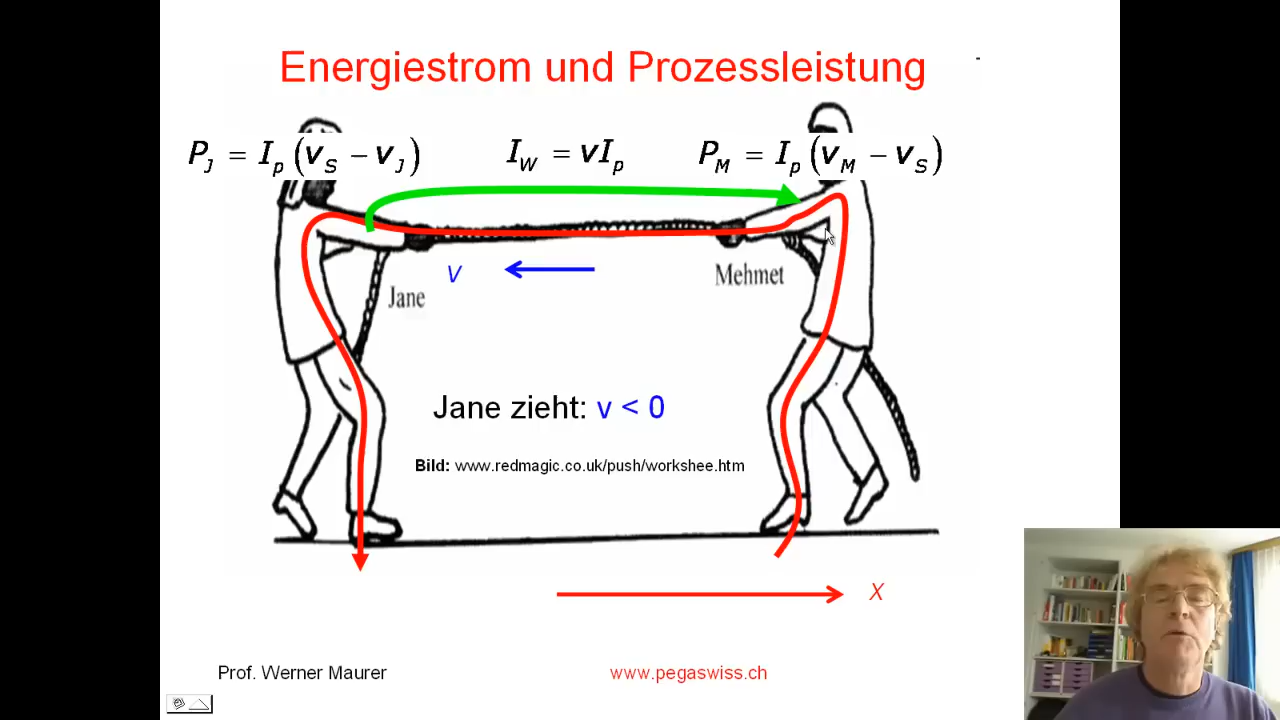 Energiestrom und Prozessleistung
P_J = I_p (v_S − v_J)
I_W = vI_p
P_M = I_p (v_M − v_S)
v
Jane
Mehmet
Jane zieht: v < 0
Bild: www.redmagic.co.uk/push/workshee.htm
x
Prof. Werner Maurer
www.pegaswiss.ch